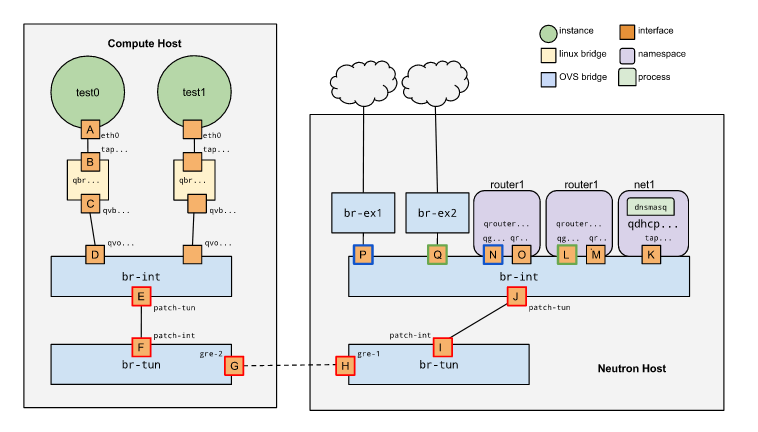 instance
interface
linux bridge
namespace
OVS bridge
process
Compute Host
test0
test1
A
eth0
eth0
tap...
tap...
B
qbr...
qbr...
C
qvb...
qvb...
D
qvo...
qvo...
br-int
E
patch-tun
F
patch-int
br-tun
gre-2
G
router1
router1
net1
br-ex1
br-ex2
qrouter...
qrouter...
dnsmasq
qdhcp...
qg...
qr..
qg...
qr..
tap...
P
Q
N
O
L
M
K
br-int
J
patch-tun
patch-int
I
H
gre-1
br-tun
Neutron Host